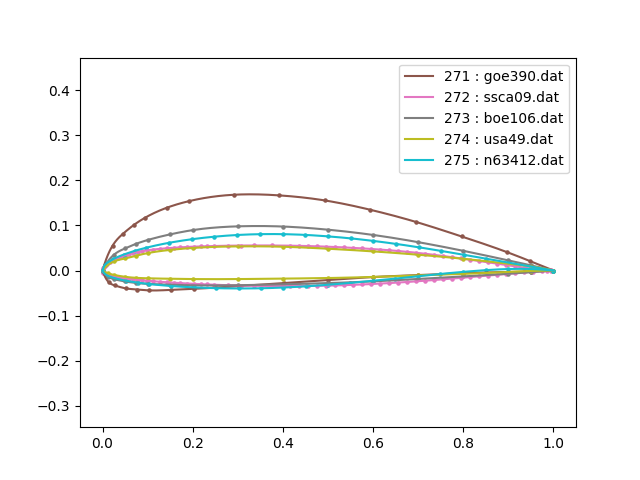 271 : goe390.dat
272 : ssca09.dat
273 : boe106.dat
274 : usa49.dat
275 : n63412.dat
0.4
0.3
0.2
0.1
0.0
−0.1
−0.2
−0.3
0.0 0.2 0.4 0.6 0.8 1.0